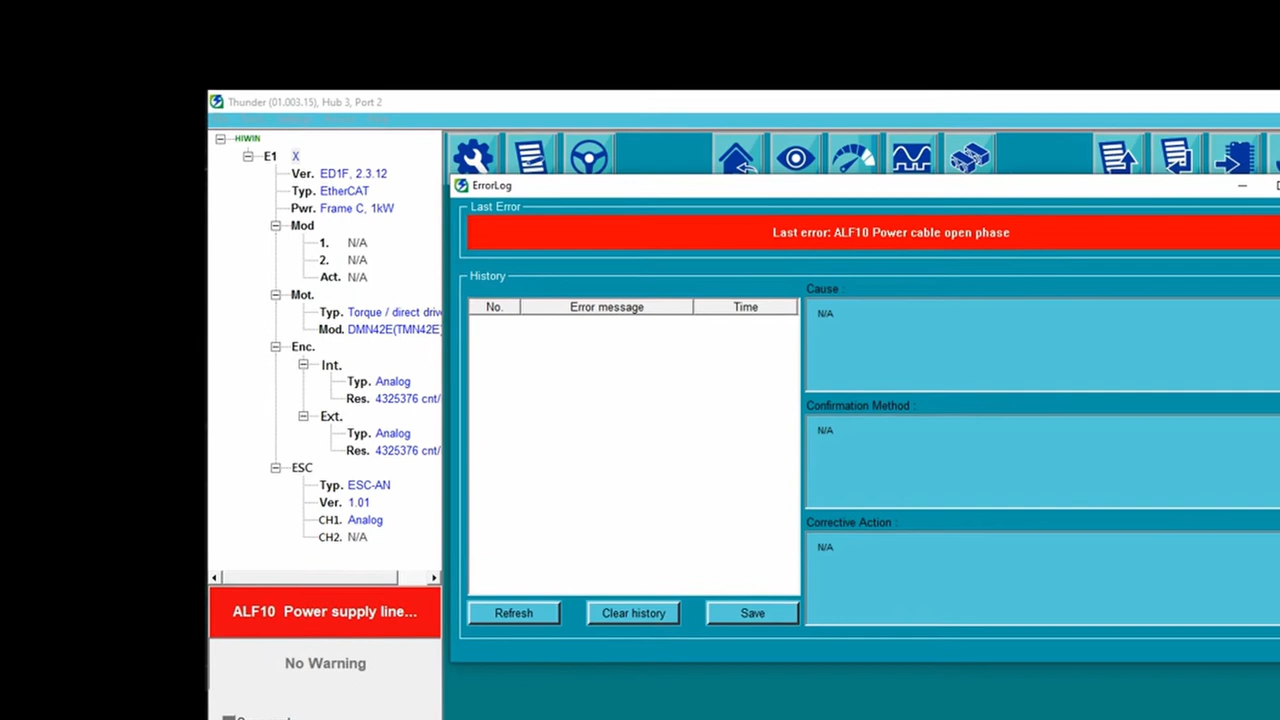 Thunder (01.003.15), Hub 3, Port 2
HIWIN
E1 X
Ver. ED1F, 2.3.12
Typ. EtherCAT
Pwr. Frame C, 1kW
Mod
1. N/A
2. N/A
Act. N/A
Mot.
Typ. Torque / direct drive
Mod. DMN42E(TMN42E)
Enc.
Int.
Typ. Analog
Res. 4325376 cnt/
Ext.
Typ. Analog
Res. 4325376 cnt/
ESC
Typ. ESC-AN
Ver. 1.01
CH1. Analog
CH2. N/A
ALF10 Power supply line...
No Warning
ErrorLog
Last Error
Last error: ALF10 Power cable open phase
History
No. Error message Time
Refresh Clear history Save
Cause :
N/A
Confirmation Method :
N/A
Corrective Action :
N/A